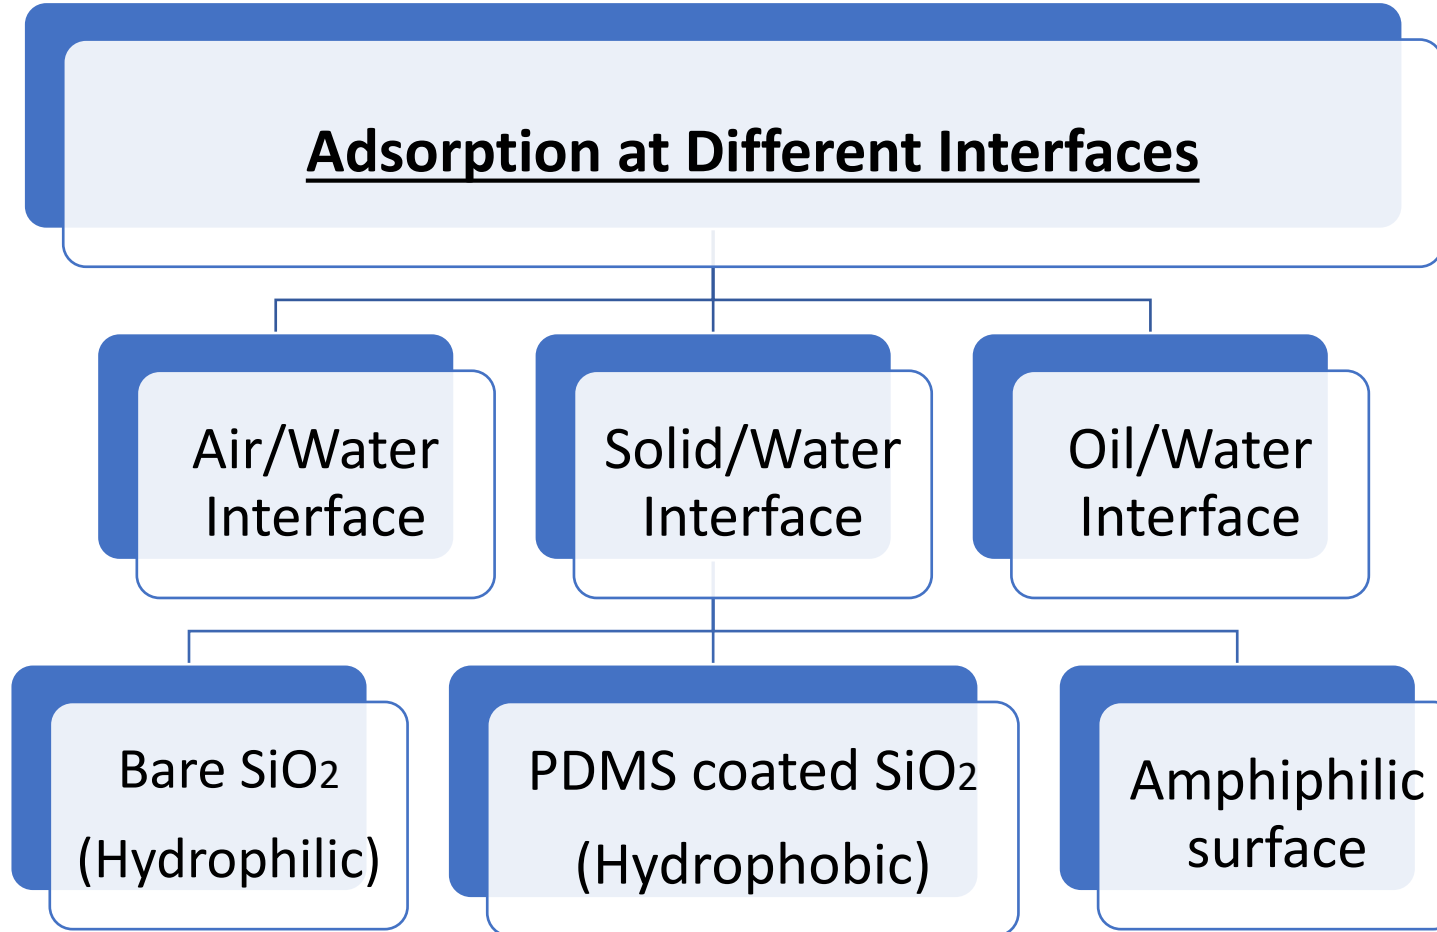 Adsorption at Different Interfaces
Air/Water
Interface
Solid/Water
Interface
Oil/Water
Interface
Bare SiO2
(Hydrophilic)
PDMS coated SiO2
(Hydrophobic)
Amphiphilic
surface